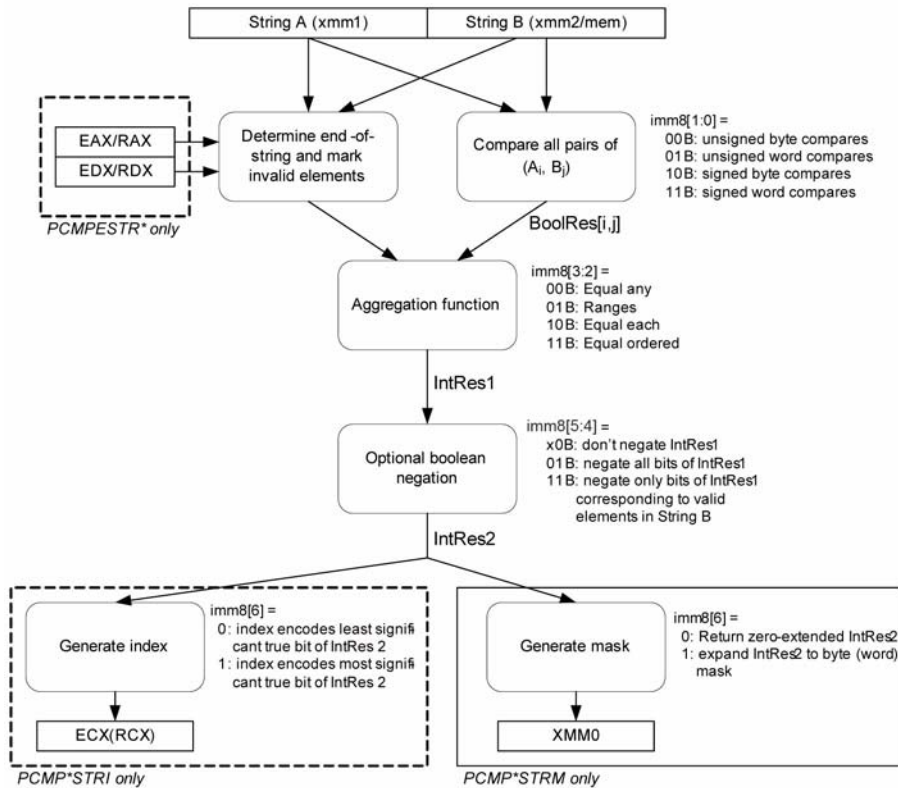 String A (xmm1)
String B (xmm2/mem)
EAX/RAX
EDX/RDX
PCMPESTR* only
Determine end-of-
string and mark
invalid elements
Compare all pairs of
(Ai, Bj)
imm8[1:0] =
00B: unsigned byte compares
01B: unsigned word compares
10B: signed byte compares
11B: signed word compares
BoolRes[i,j]
Aggregation function
imm8[3:2] =
00B: Equal any
01B: Ranges
10B: Equal each
11B: Equal ordered
IntRes1
Optional boolean
negation
imm8[5:4] =
x0B: don't negate IntRes1
01B: negate all bits of IntRes1
11B: negate only bits of IntRes1
corresponding to valid
elements in String B
IntRes2
Generate index
imm8[6] =
0: index encodes least signifi
cant true bit of IntRes 2
1: index encodes most signifi
cant true bit of IntRes 2
ECX(RCX)
PCMP*STRI only
Generate mask
imm8[6] =
0: Return zero-extended IntRes2
1: expand IntRes2 to byte (word)
mask
XMM0
PCMP*STRM only